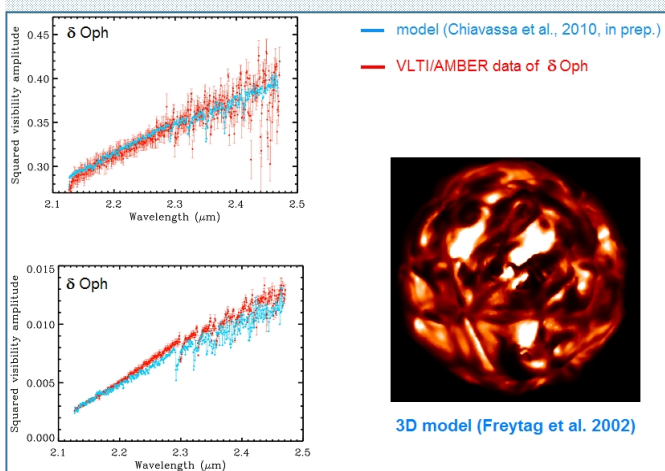 δ Oph
Squared visibility amplitude
0.45
0.40
0.35
0.30
2.1 2.2 2.3 2.4 2.5
Wavelength (μm)
δ Oph
Squared visibility amplitude
0.015
0.010
0.005
0.000
2.1 2.2 2.3 2.4 2.5
Wavelength (μm)
model (Chiavassa et al., 2010, in prep.)
VLTI/AMBER data of δ Oph
3D model (Freytag et al. 2002)